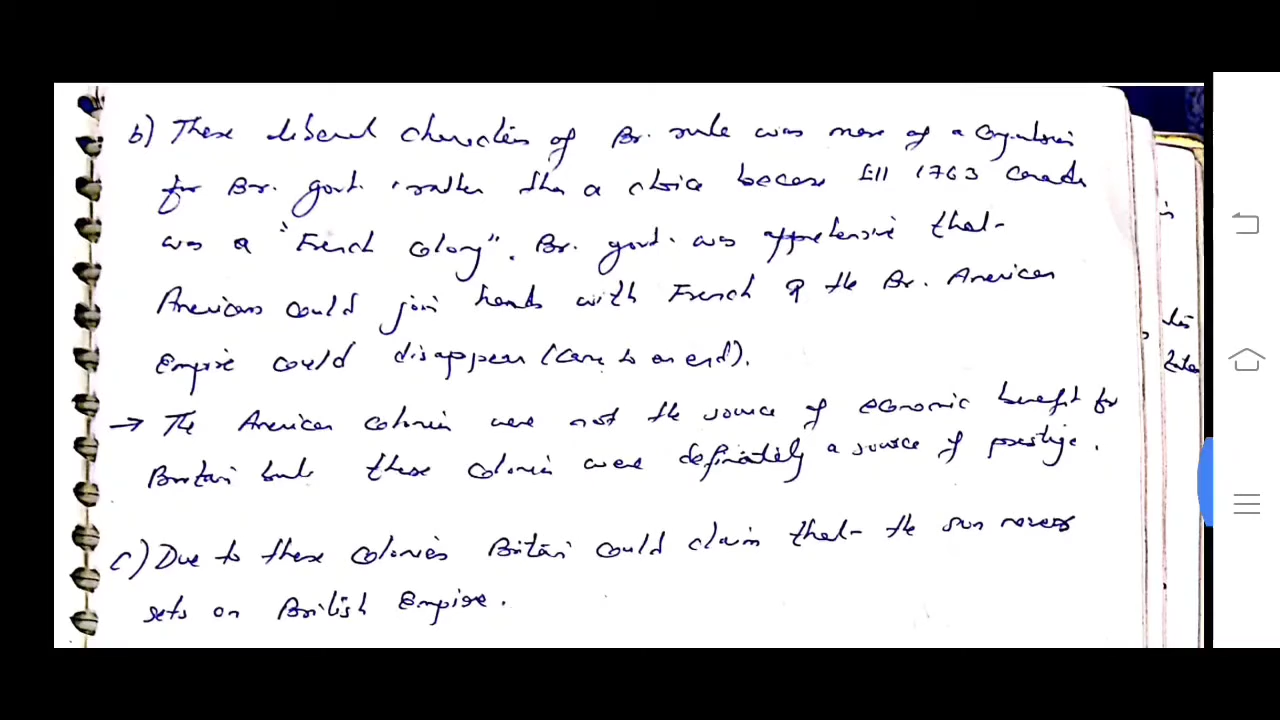 b) These liberal character of Br. rule was more of a compulsion
for Br. govt. rather than a choice because till 1763 Canada
was a "French colony". Br. govt. was apprehensive that
Americans could join hands with French & the Br. American
Empire could disappear (came to an end).
→ The American colonies were not the source of economic benefit for
Britain but these colonies were definitely a source of prestige.
c) Due to these colonies Britain could claim that the sun never
sets on British Empire.